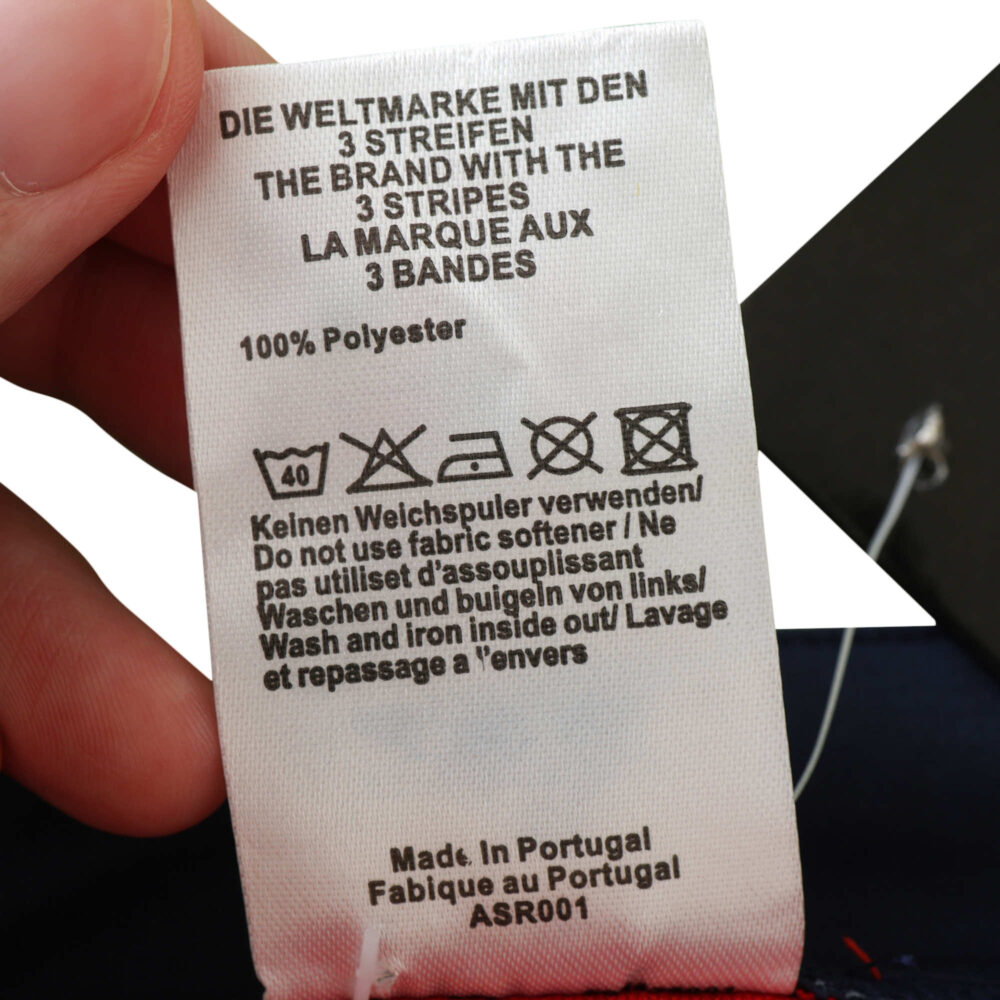 DIE WELTMARKE MIT DEN
3 STREIFEN
THE BRAND WITH THE
3 STRIPES
LA MARQUE AUX
3 BANDES
100% Polyester
40
Keinen Weichspuler verwenden/
Do not use fabric softener / Ne
pas utiliset d'assouplissant
Waschen und buigeln von links/
Wash and iron inside out/ Lavage
et repassage a l'envers
Made In Portugal
Fabique au Portugal
ASR001